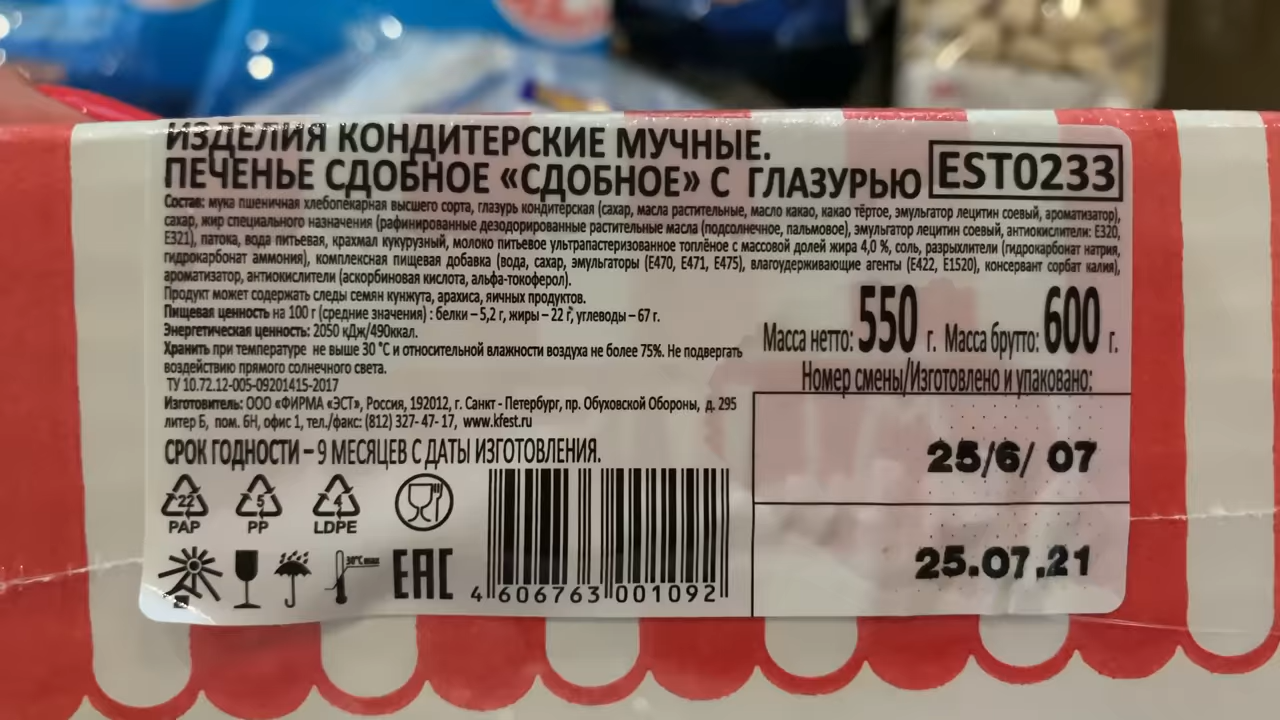 ИЗДЕЛИЯ КОНДИТЕРСКИЕ МУЧНЫЕ.
ПЕЧЕНЬЕ СДОБНОЕ «СДОБНОЕ» С ГЛАЗУРЬЮ
EST0233
Состав: мука пшеничная хлебопекарная высшего сорта, глазурь кондитерская (сахар, масла растительные, масло какао, какао тёртое, эмульгатор лецитин соевый, ароматизатор),
сахар, жир специального назначения (рафинированные дезодорированные растительные масла (подсолнечное, пальмовое), эмульгатор лецитин соевый, антиокислители: Е320,
Е321), патока, вода питьевая, крахмал кукурузный, молоко питьевое ультрапастеризованное топлёное с массовой долей жира 4,0 %, соль, разрыхлители (гидрокарбонат натрия,
гидрокарбонат аммония), комплексная пищевая добавка (вода, сахар, эмульгаторы (Е470, Е471, Е475), влагоудерживающие агенты (Е422, Е1520), консервант сорбат калия),
ароматизатор, антиокислители (аскорбиновая кислота, альфа-токоферол).
Продукт может содержать следы семян кунжута, арахиса, яичных продуктов.
Пищевая ценность на 100 г (средние значения) : белки – 5,2 г, жиры – 22 г, углеводы – 67 г.
Энергетическая ценность: 2050 кДж/490ккал.
Хранить при температуре не выше 30 °С и относительной влажности воздуха не более 75%. Не подвергать
воздействию прямого солнечного света.
ТУ 10.72.12-005-09201415-2017
Изготовитель: ООО «ФИРМА «ЭСТ», Россия, 192012, г. Санкт - Петербург, пр. Обуховской Обороны, д. 295
литер Б, пом. 6Н, офис 1, тел./факс: (812) 327- 47- 17, www.kfest.ru
СРОК ГОДНОСТИ – 9 МЕСЯЦЕВ С ДАТЫ ИЗГОТОВЛЕНИЯ.
Масса нетто: 550 г. Масса брутто: 600 г.
Номер смены/Изготовлено и упаковано:
25/6/ 07
25.07.21
22 5 4
PAP PP LDPE
30°C max
EAC
4 606763 001092